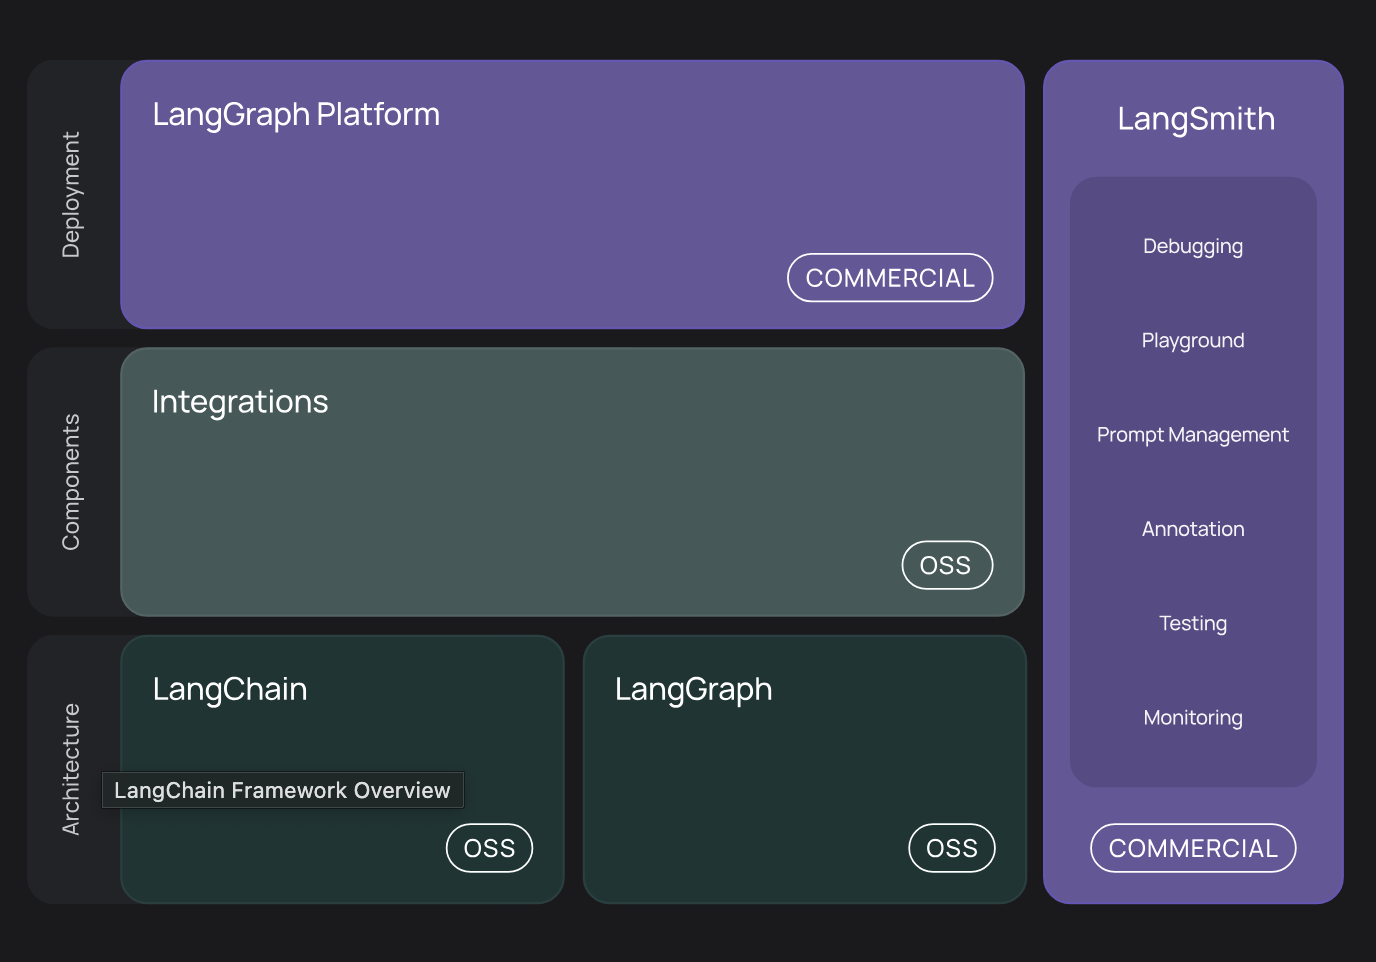 Deployment
LangGraph Platform
COMMERCIAL
Components
Integrations
OSS
Architecture
LangChain
LangChain Framework Overview
OSS
LangGraph
OSS
LangSmith
Debugging
Playground
Prompt Management
Annotation
Testing
Monitoring
COMMERCIAL